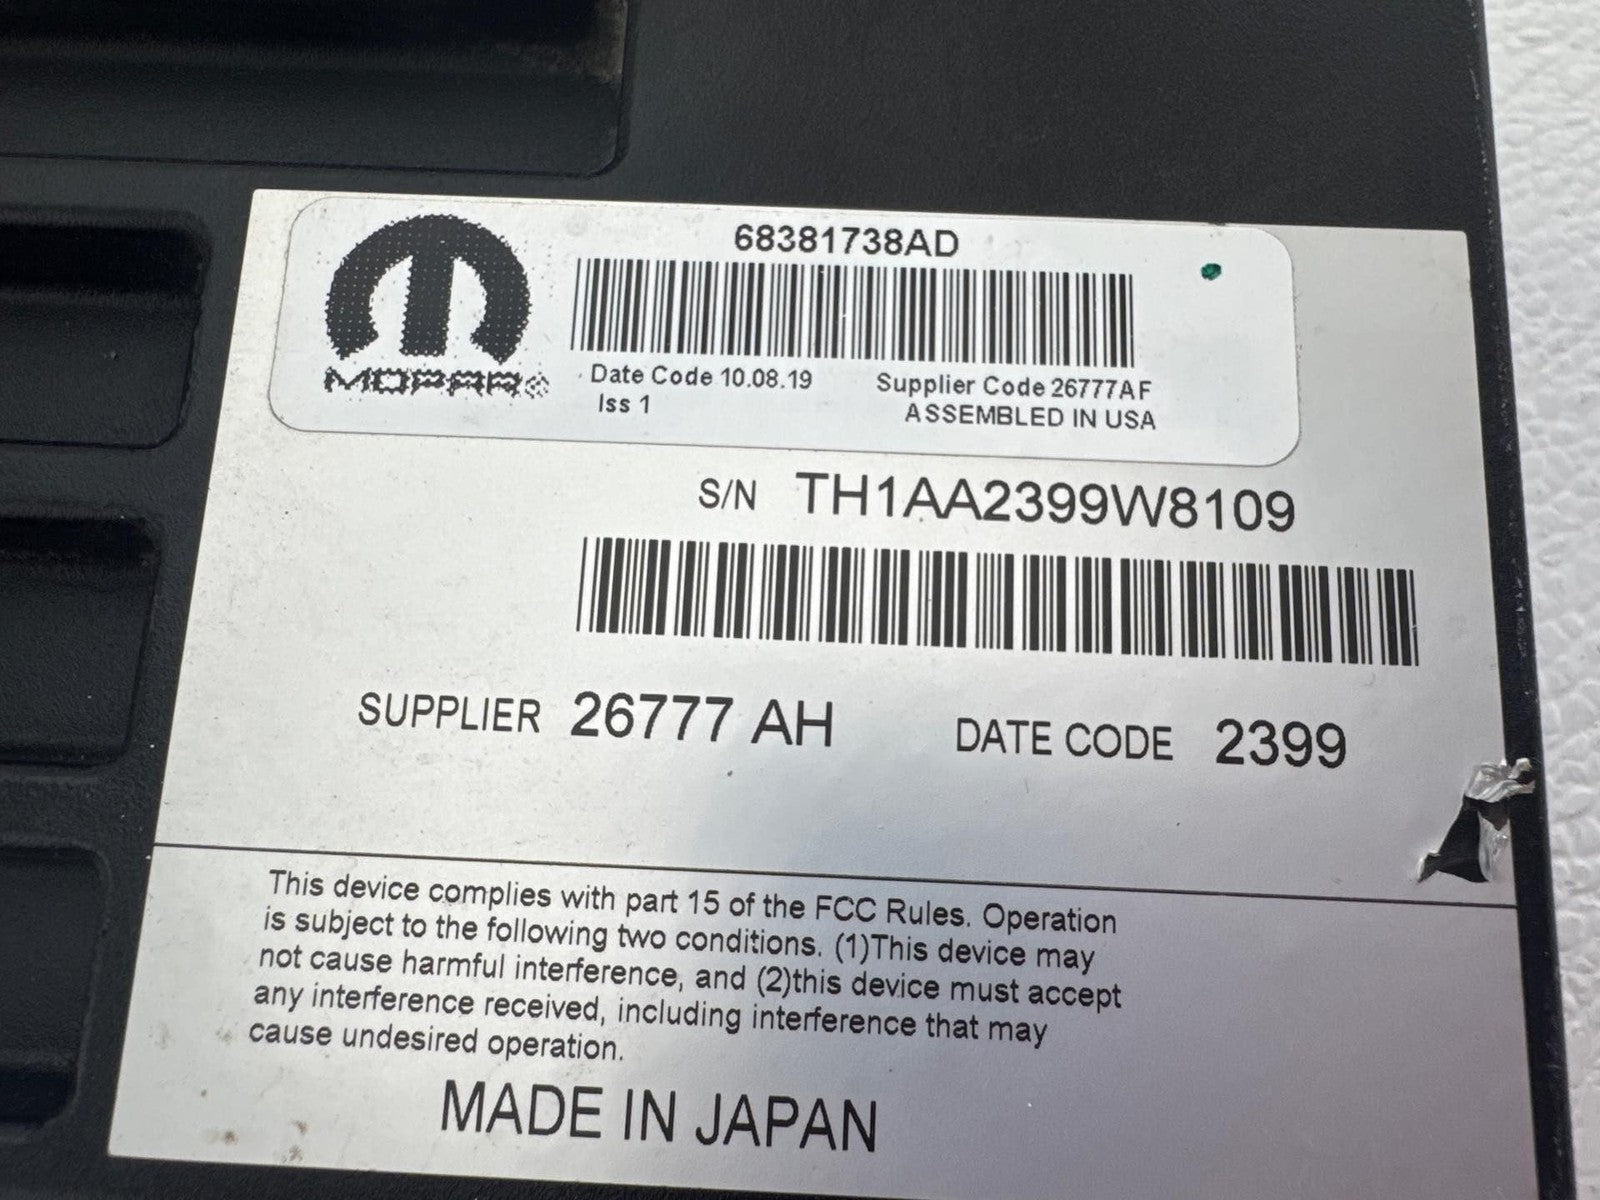 68381738AD
MOPAR®
Date Code 10.08.19 Supplier Code 26777AF
Iss 1 ASSEMBLED IN USA
S/N TH1AA2399W8109
SUPPLIER 26777 AH DATE CODE 2399
This device complies with part 15 of the FCC Rules. Operation
is subject to the following two conditions. (1)This device may
not cause harmful interference, and (2)this device must accept
any interference received, including interference that may
cause undesired operation.
MADE IN JAPAN